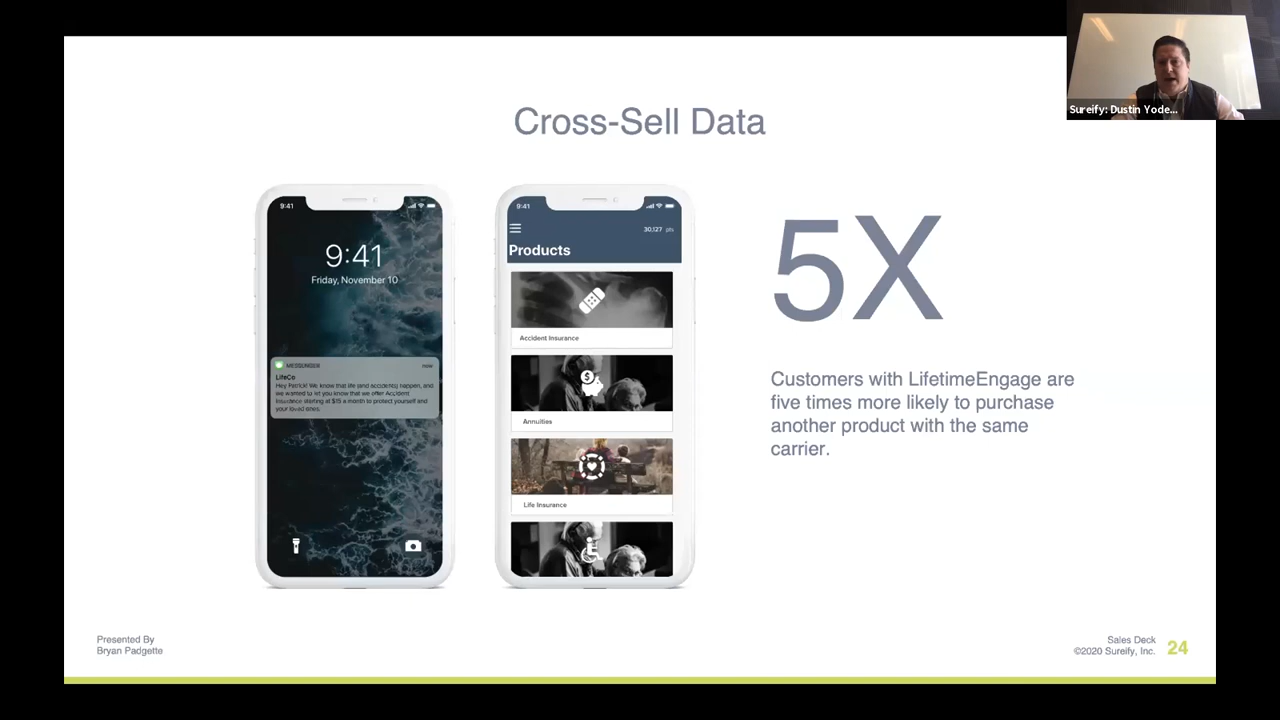 Cross-Sell Data
Sureify: Dustin Yode...
9:41
9:41
Friday, November 10
MESSENGER
now
LifeCo
Hey Patrick! We know that life (and accidents) happen, and
we wanted to let you know that we offer Accident
Insurance starting at $15 a month to protect yourself and
your loved ones.
9:41
30,127 pts
Products
Accident Insurance
Annuities
Life Insurance
5X
Customers with LifetimeEngage are
five times more likely to purchase
another product with the same
carrier.
Presented By
Bryan Padgette
Sales Deck
©2020 Sureify, Inc.
24